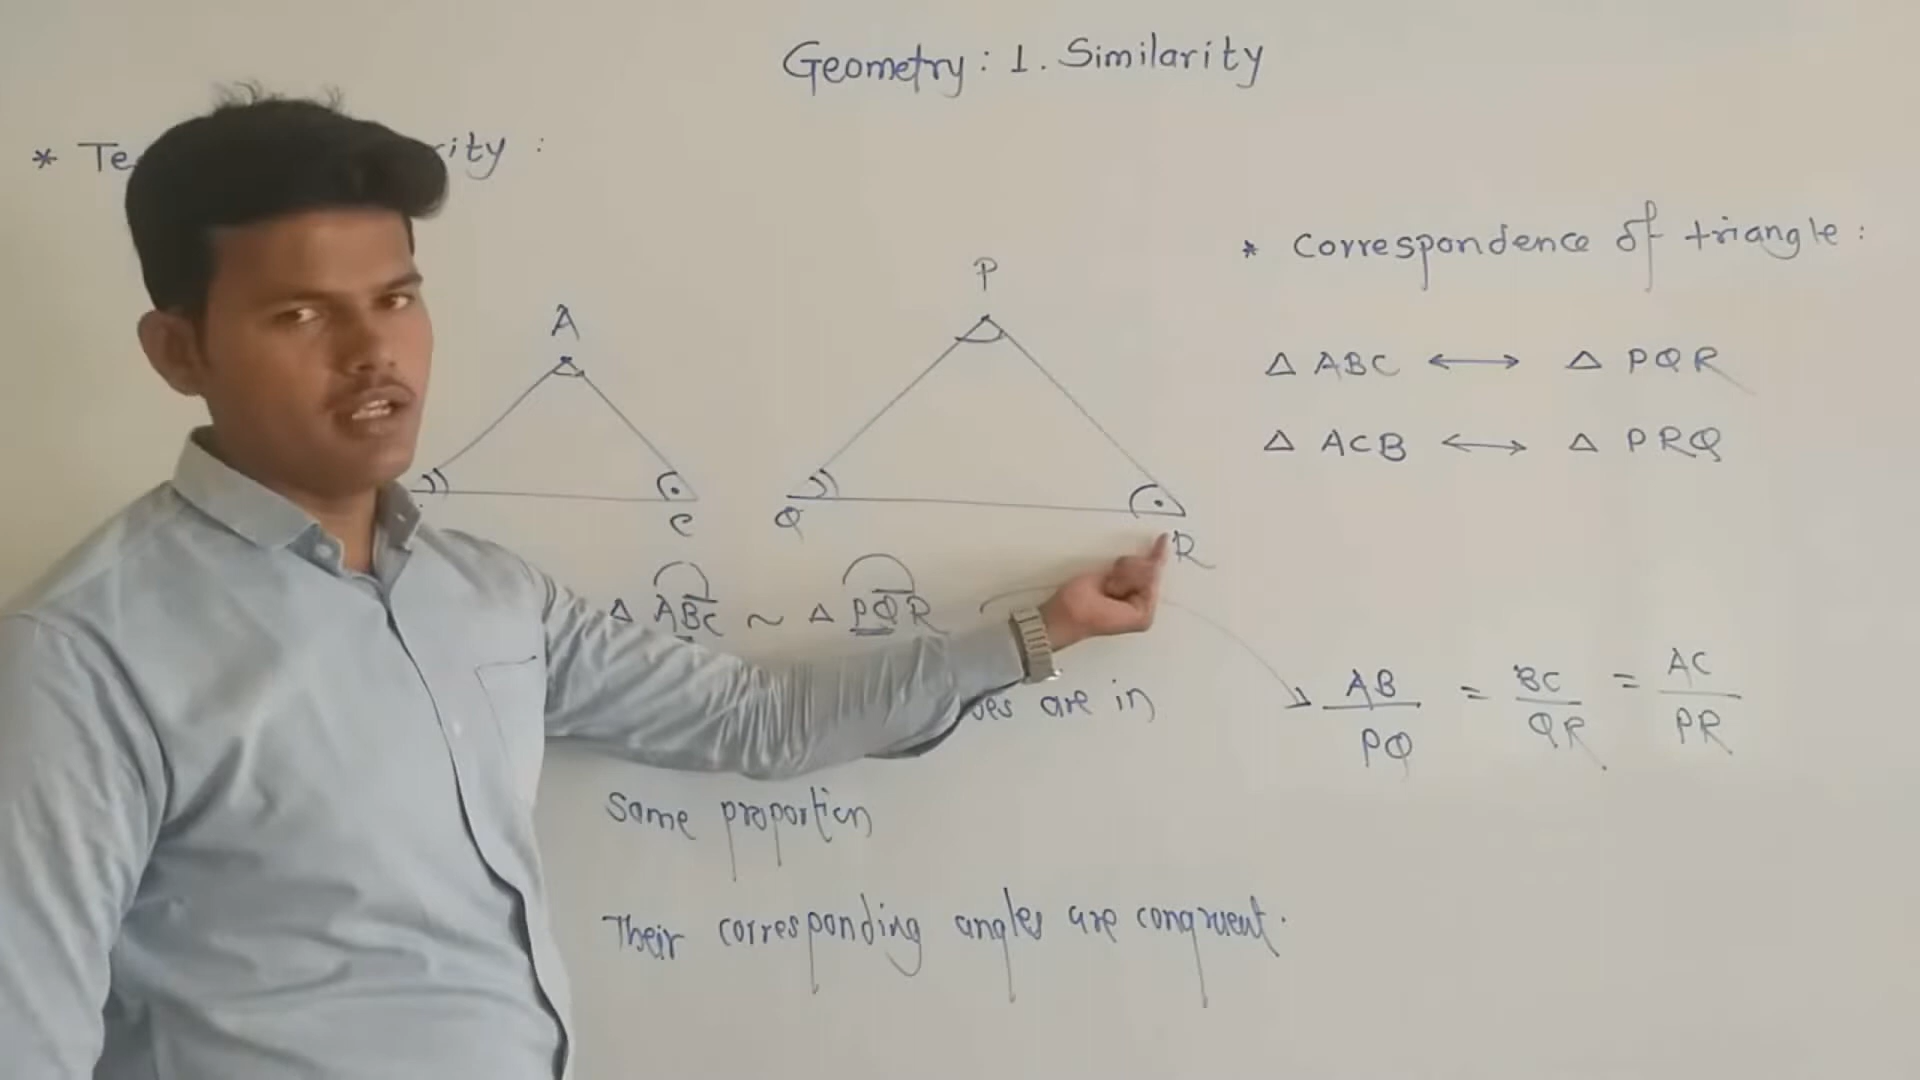 Geometry: 1. Similarity
* Te rity :
A
C
P
Q
R
△ ABC ~ △ PQR
are in
Same proportion
Their corresponding angles are congruent.
* Correspondence of triangle :
△ ABC ↔ △ PQR
△ ACB ↔ △ PRQ
AB/PQ = BC/QR = AC/PR